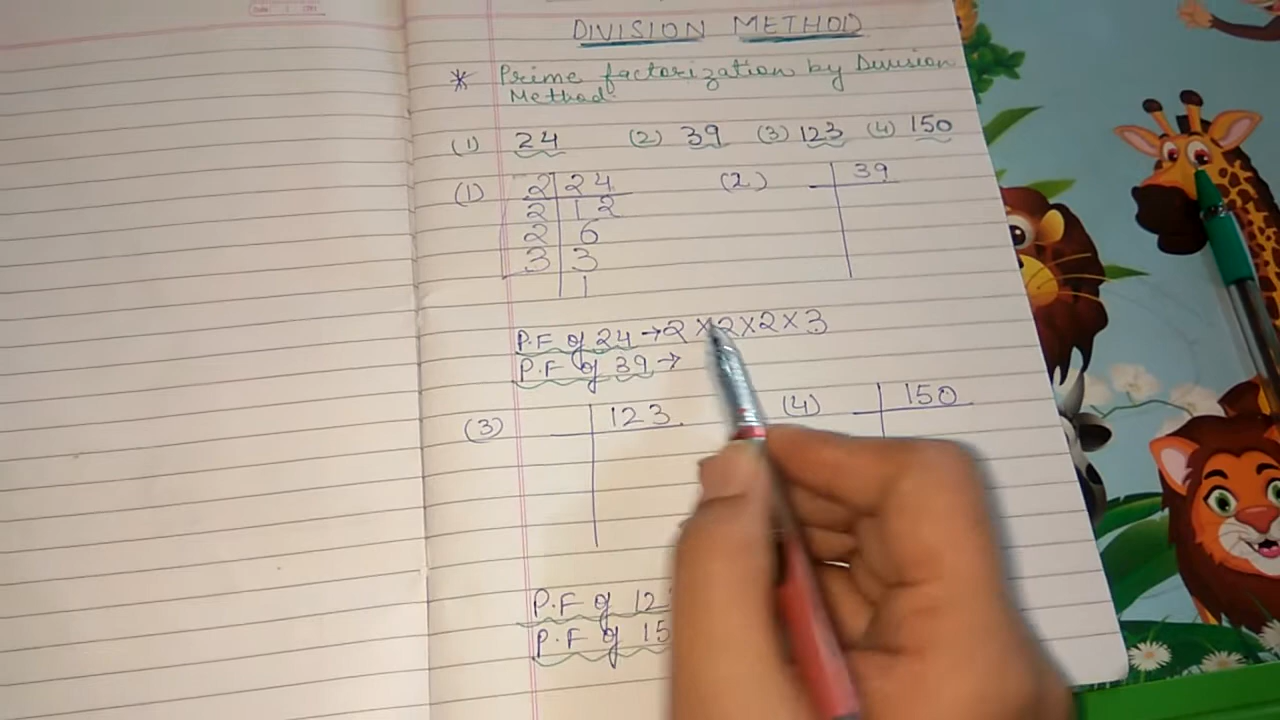 DIVISION METHOD
* Prime factorization by Division
Method.
(1) 24 (2) 39 (3) 123 (4) 150
(1) 2 24 (2) 39
2 12
2 6
3 3
1
P.F of 24 → 2 × 2 × 2 × 3
P.F of 39 →
(3) 123 (4) 150
P.F of 12
P.F of 15